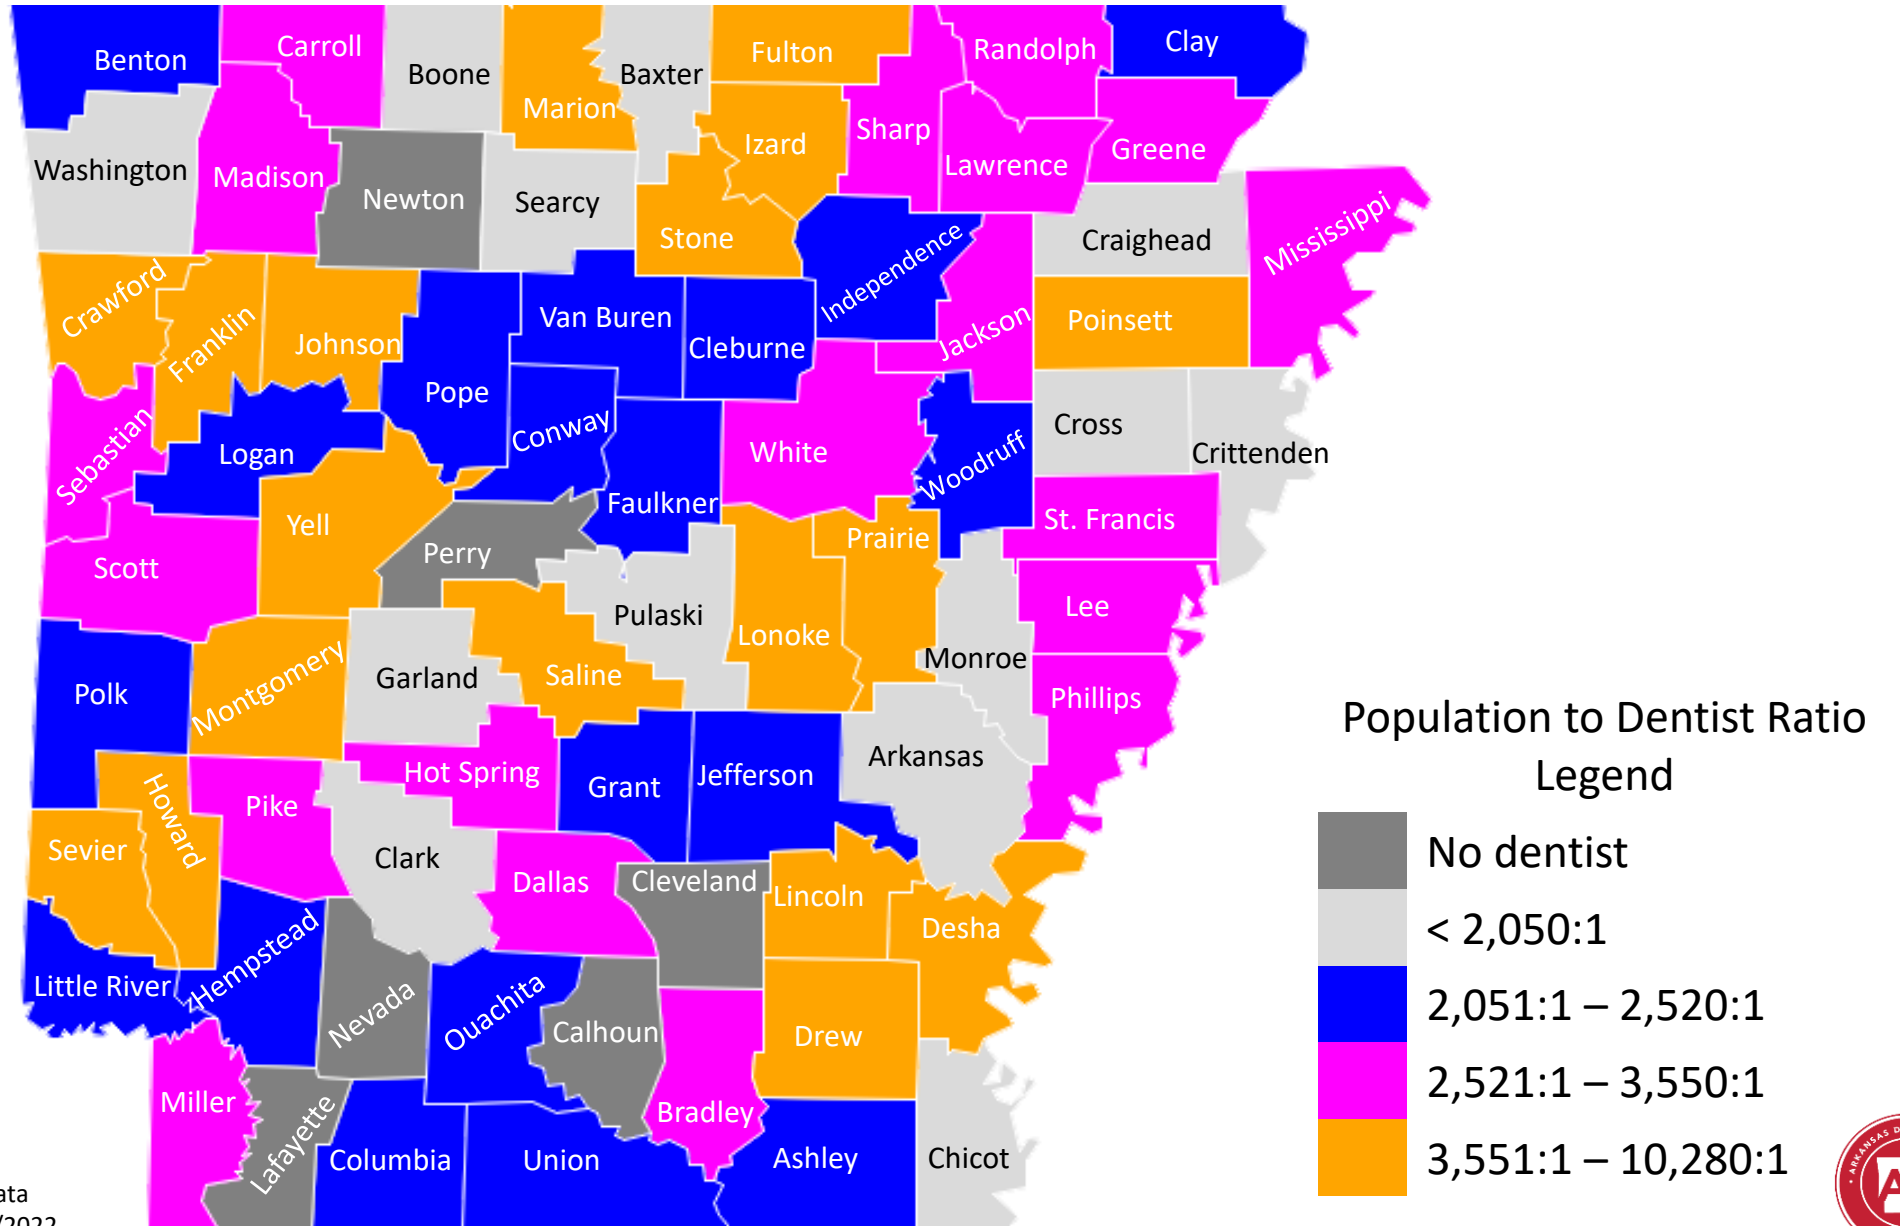 Benton
Carroll
Boone
Marion
Baxter
Fulton
Randolph
Clay
Washington
Madison
Newton
Searcy
Izard
Sharp
Lawrence
Greene
Stone
Independence
Craighead
Mississippi
Crawford
Franklin
Johnson
Pope
Van Buren
Cleburne
Jackson
Poinsett
Sebastian
Logan
Conway
Faulkner
White
Woodruff
Cross
Crittenden
Scott
Yell
Perry
Pulaski
Lonoke
Prairie
St. Francis
Lee
Polk
Montgomery
Garland
Saline
Monroe
Phillips
Howard
Pike
Hot Spring
Grant
Jefferson
Arkansas
Sevier
Clark
Dallas
Cleveland
Lincoln
Desha
Little River
Hempstead
Nevada
Ouachita
Calhoun
Drew
Miller
Lafayette
Columbia
Union
Bradley
Ashley
Chicot
Population to Dentist Ratio
Legend
No dentist
< 2,050:1
2,051:1 – 2,520:1
2,521:1 – 3,550:1
3,551:1 – 10,280:1
ata
/2022
ARKANSAS D
A